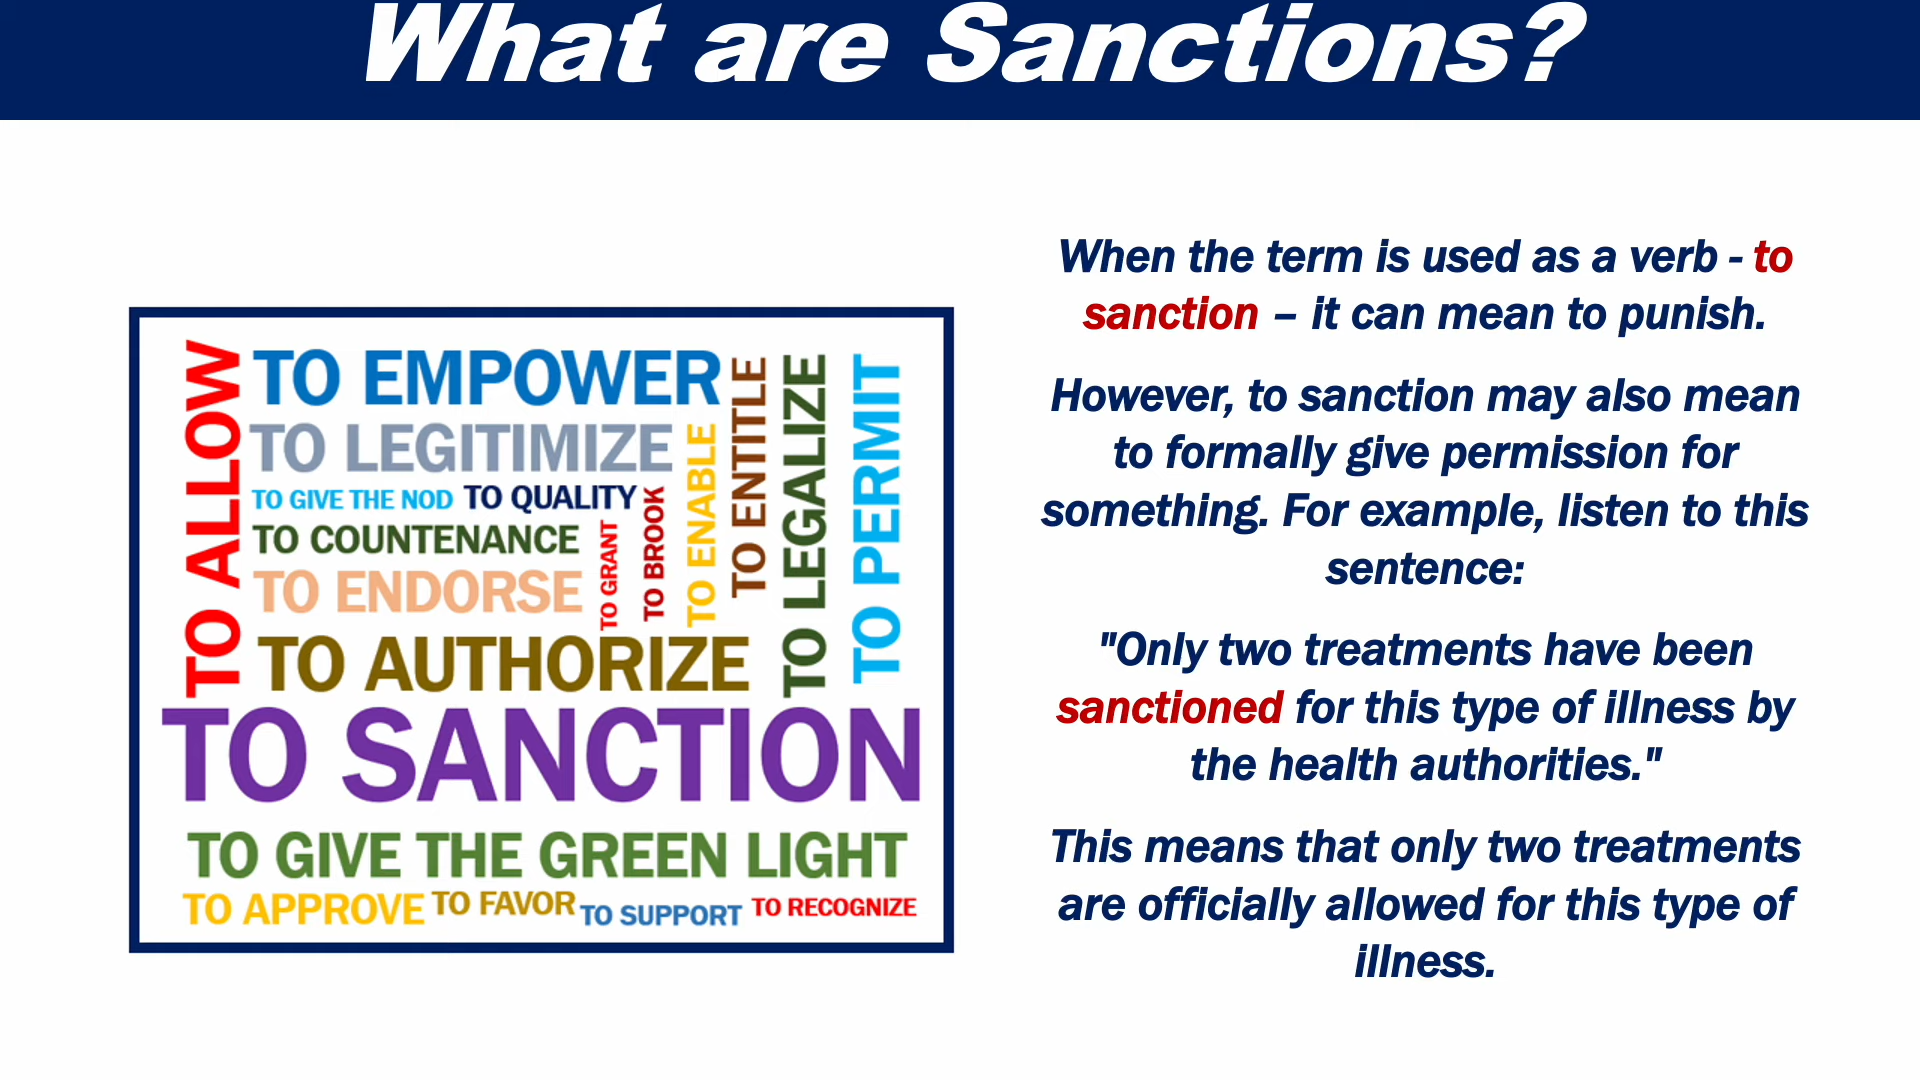 What are Sanctions?
TO ALLOW
TO EMPOWER
TO LEGITIMIZE
TO GIVE THE NOD
TO QUALITY
TO COUNTENANCE
TO ENDORSE
TO GRANT
TO BROOK
TO ENABLE
TO ENTITLE
TO LEGALIZE
TO PERMIT
TO AUTHORIZE
TO SANCTION
TO GIVE THE GREEN LIGHT
TO APPROVE
TO FAVOR
TO SUPPORT
TO RECOGNIZE
When the term is used as a verb - to
sanction – it can mean to punish.
However, to sanction may also mean
to formally give permission for
something. For example, listen to this
sentence:
"Only two treatments have been
sanctioned for this type of illness by
the health authorities."
This means that only two treatments
are officially allowed for this type of
illness.